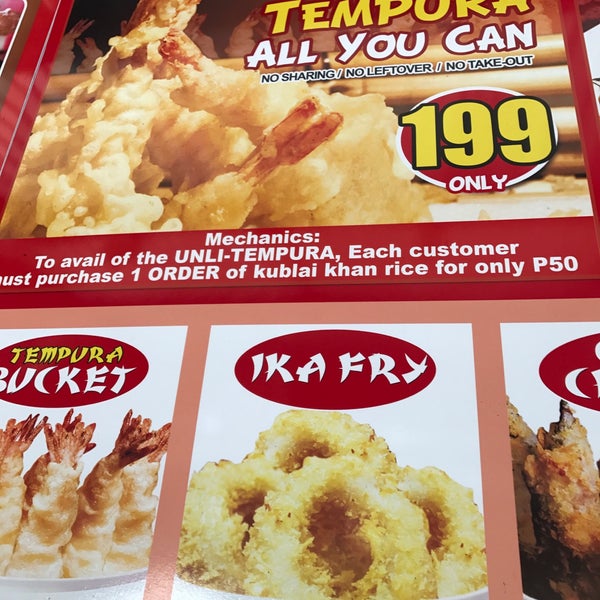 TEMPURA
ALL YOU CAN
NO SHARING / NO LEFTOVER / NO TAKE-OUT
199
ONLY
Mechanics:
To avail of the UNLI-TEMPURA, Each customer
ust purchase 1 ORDER of kublai khan rice for only P50
TEMPURA
BUCKET
IKA FRY